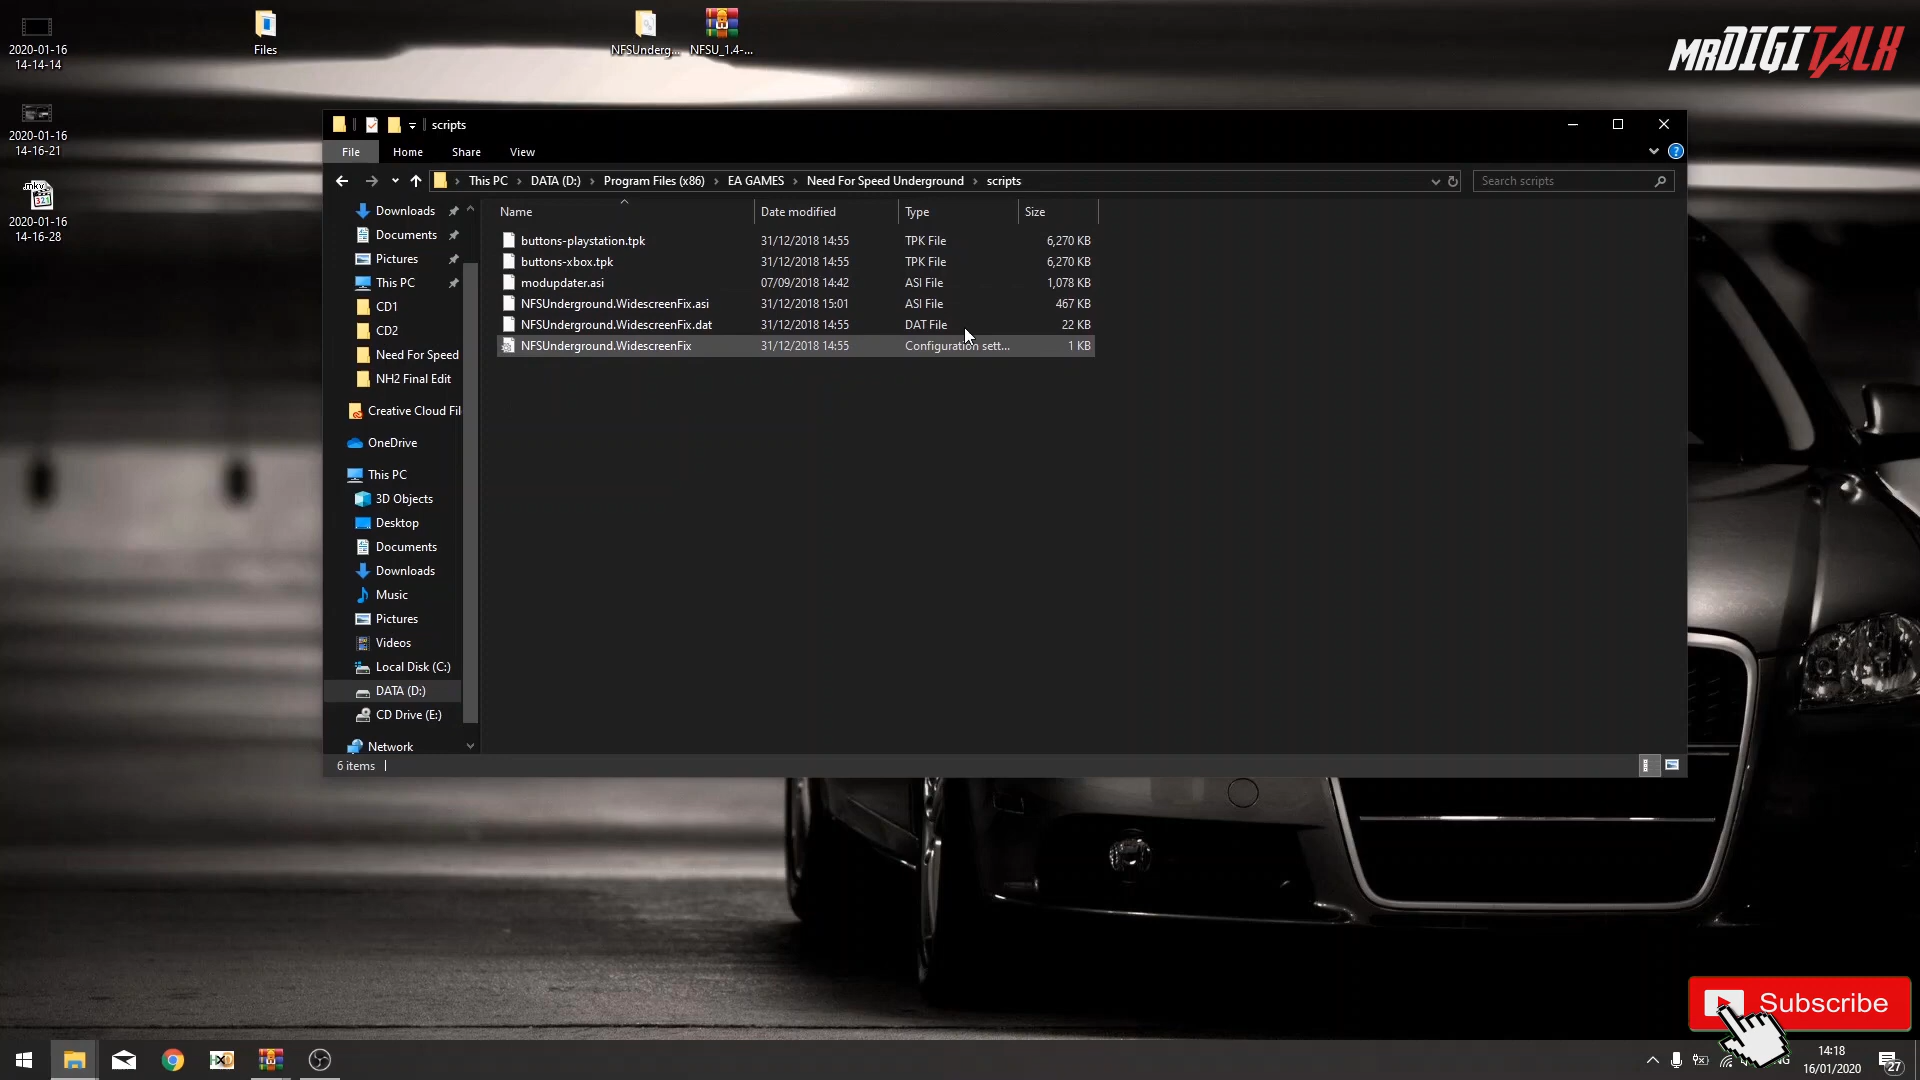 2020-01-16
14-14-14
Files
NFSUnderg...
NFSU_1.4-...
MRDIGITALK
2020-01-16
14-16-21
.mkv
321
2020-01-16
14-16-28
scripts
File
Home
Share
View
This PC
DATA (D:)
Program Files (x86)
EA GAMES
Need For Speed Underground
scripts
Search scripts
Downloads
Documents
Pictures
This PC
CD1
CD2
Need For Speed
NH2 Final Edit
Creative Cloud Fil
OneDrive
This PC
3D Objects
Desktop
Documents
Downloads
Music
Pictures
Videos
Local Disk (C:)
DATA (D:)
CD Drive (E:)
Network
Name Date modified Type Size
buttons-playstation.tpk 31/12/2018 14:55 TPK File 6,270 KB
buttons-xbox.tpk 31/12/2018 14:55 TPK File 6,270 KB
modupdater.asi 07/09/2018 14:42 ASI File 1,078 KB
NFSUnderground.WidescreenFix.asi 31/12/2018 15:01 ASI File 467 KB
NFSUnderground.WidescreenFix.dat 31/12/2018 14:55 DAT File 22 KB
NFSUnderground.WidescreenFix 31/12/2018 14:55 Configuration sett... 1 KB
6 items
Subscribe
14:18
16/01/2020
27